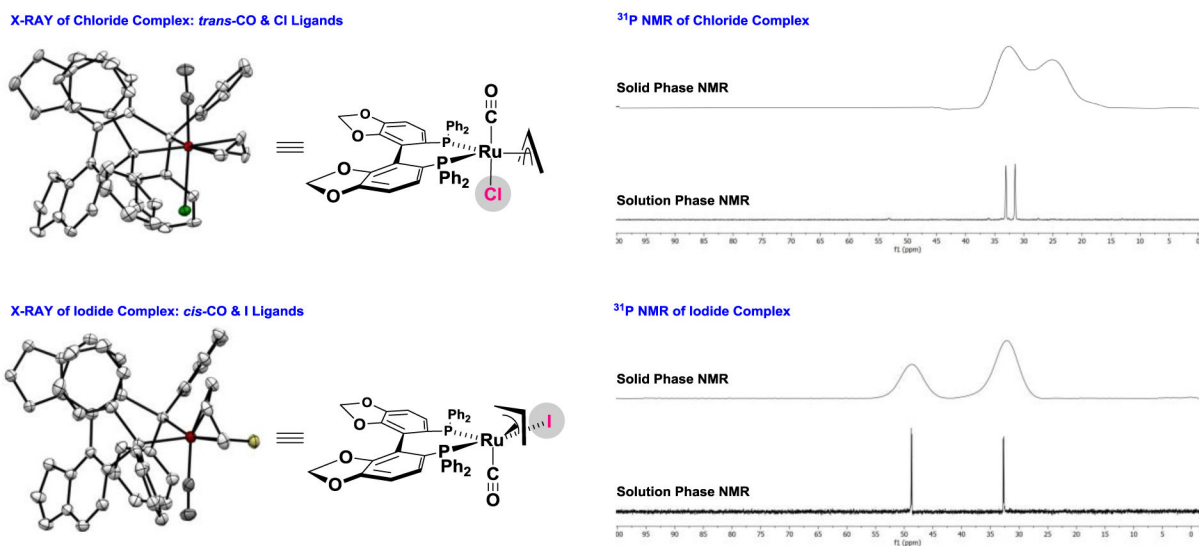 X-RAY of Chloride Complex: trans-CO & Cl Ligands
O
C
O
O
Ph₂
P
Ru
O
O
P
Ph₂
Cl
³¹P NMR of Chloride Complex
Solid Phase NMR
Solution Phase NMR
00 95 90 85 80 75 70 65 60 55 50 45 40 35 30 25 20 15 10 5 0
f1 (ppm)
X-RAY of Iodide Complex: cis-CO & I Ligands
O
O
Ph₂
P
I
Ru
O
O
P
Ph₂
C
O
³¹P NMR of Iodide Complex
Solid Phase NMR
Solution Phase NMR
00 95 90 85 80 75 70 65 60 55 50 45 40 35 30 25 20 15 10 5 0
f1 (ppm)